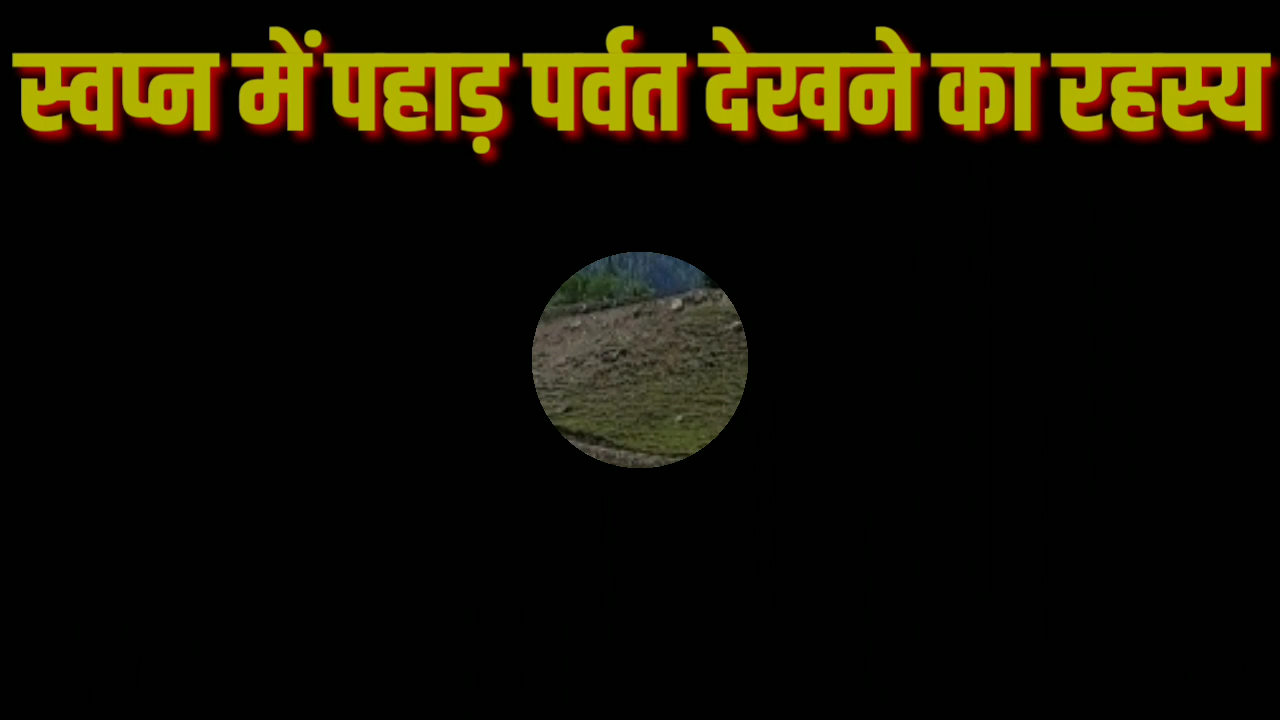 स्वप्न में पहाड़ पर्वत देखने का रहस्य